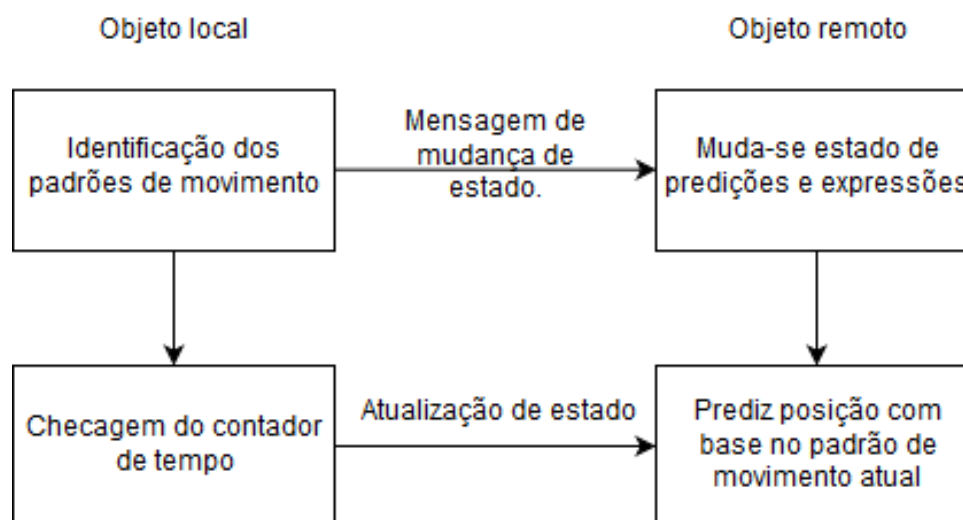 Objeto local
Objeto remoto
Identificação dos
padrões de movimento
Mensagem de
mudança de
estado.
Muda-se estado de
predições e expressões
Checagem do contador
de tempo
Atualização de estado
Prediz posição com
base no padrão de
movimento atual